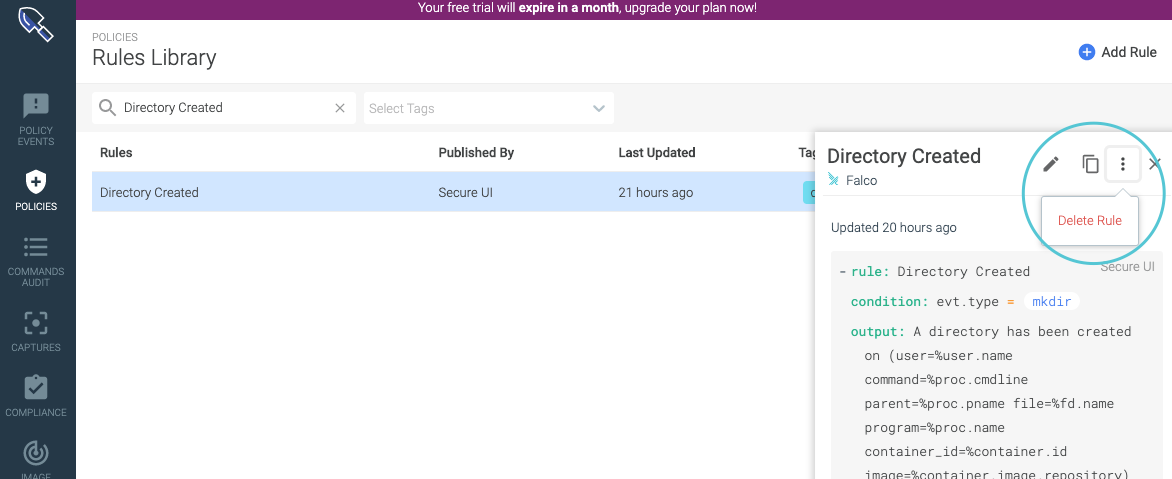 Your free trial will expire in a month, upgrade your plan now!
POLICIES
Rules Library
Add Rule
Directory Created
Select Tags
POLICY
EVENTS
POLICIES
COMMANDS
AUDIT
CAPTURES
COMPLIANCE
IMAGE
Rules Published By Last Updated
Directory Created Secure UI 21 hours ago
Directory Created
Falco
Delete Rule
Updated 20 hours ago
Secure UI
- rule: Directory Created
condition: evt.type = mkdir
output: A directory has been created
on (user=%user.name
command=%proc.cmdline
parent=%proc.pname file=%fd.name
program=%proc.name
container_id=%container.id
image=%container.image.repository)